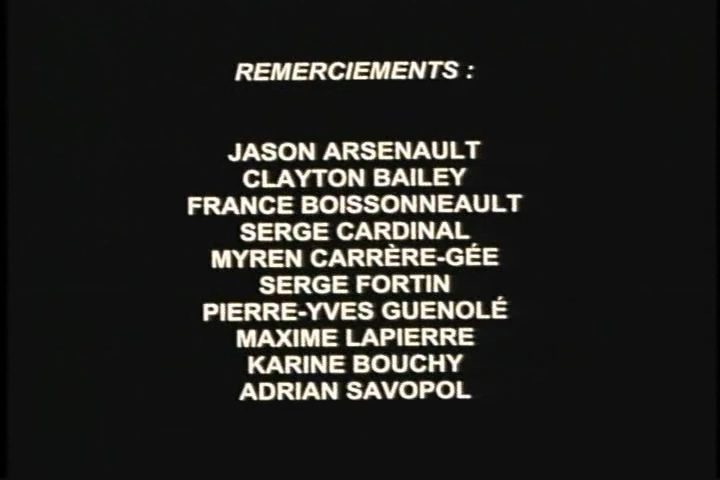 REMERCIEMENTS :
JASON ARSENAULT
CLAYTON BAILEY
FRANCE BOISSONNEAULT
SERGE CARDINAL
MYREN CARRÈRE-GÉE
SERGE FORTIN
PIERRE-YVES GUENOLÉ
MAXIME LAPIERRE
KARINE BOUCHY
ADRIAN SAVOPOL